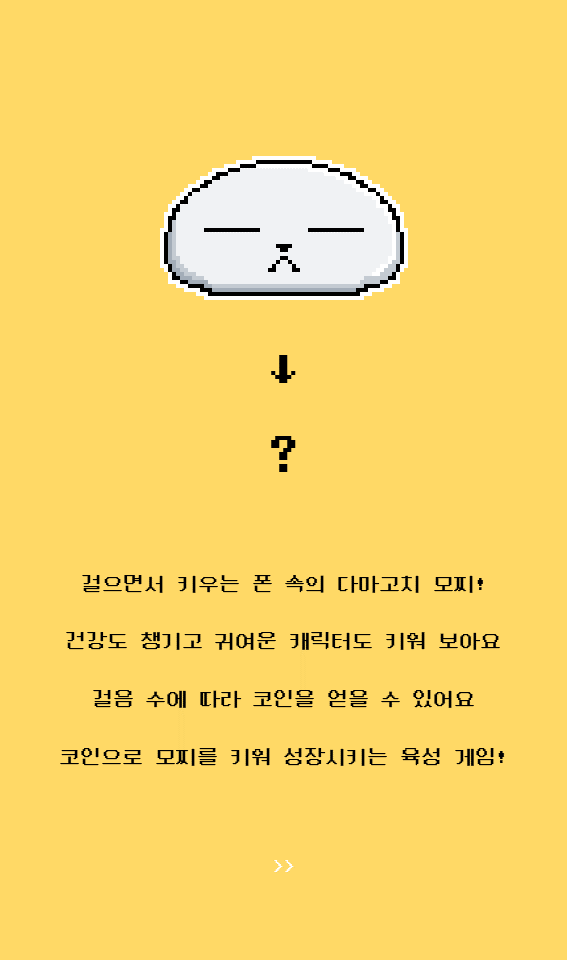 ↓
?
걸으면서 키우는 폰 속의 다마고치 모찌!
건강도 챙기고 귀여운 캐릭터도 키워 보아요
걸음 수에 따라 코인을 얻을 수 있어요
코인으로 모찌를 키워 성장시키는 육성 게임!
>>